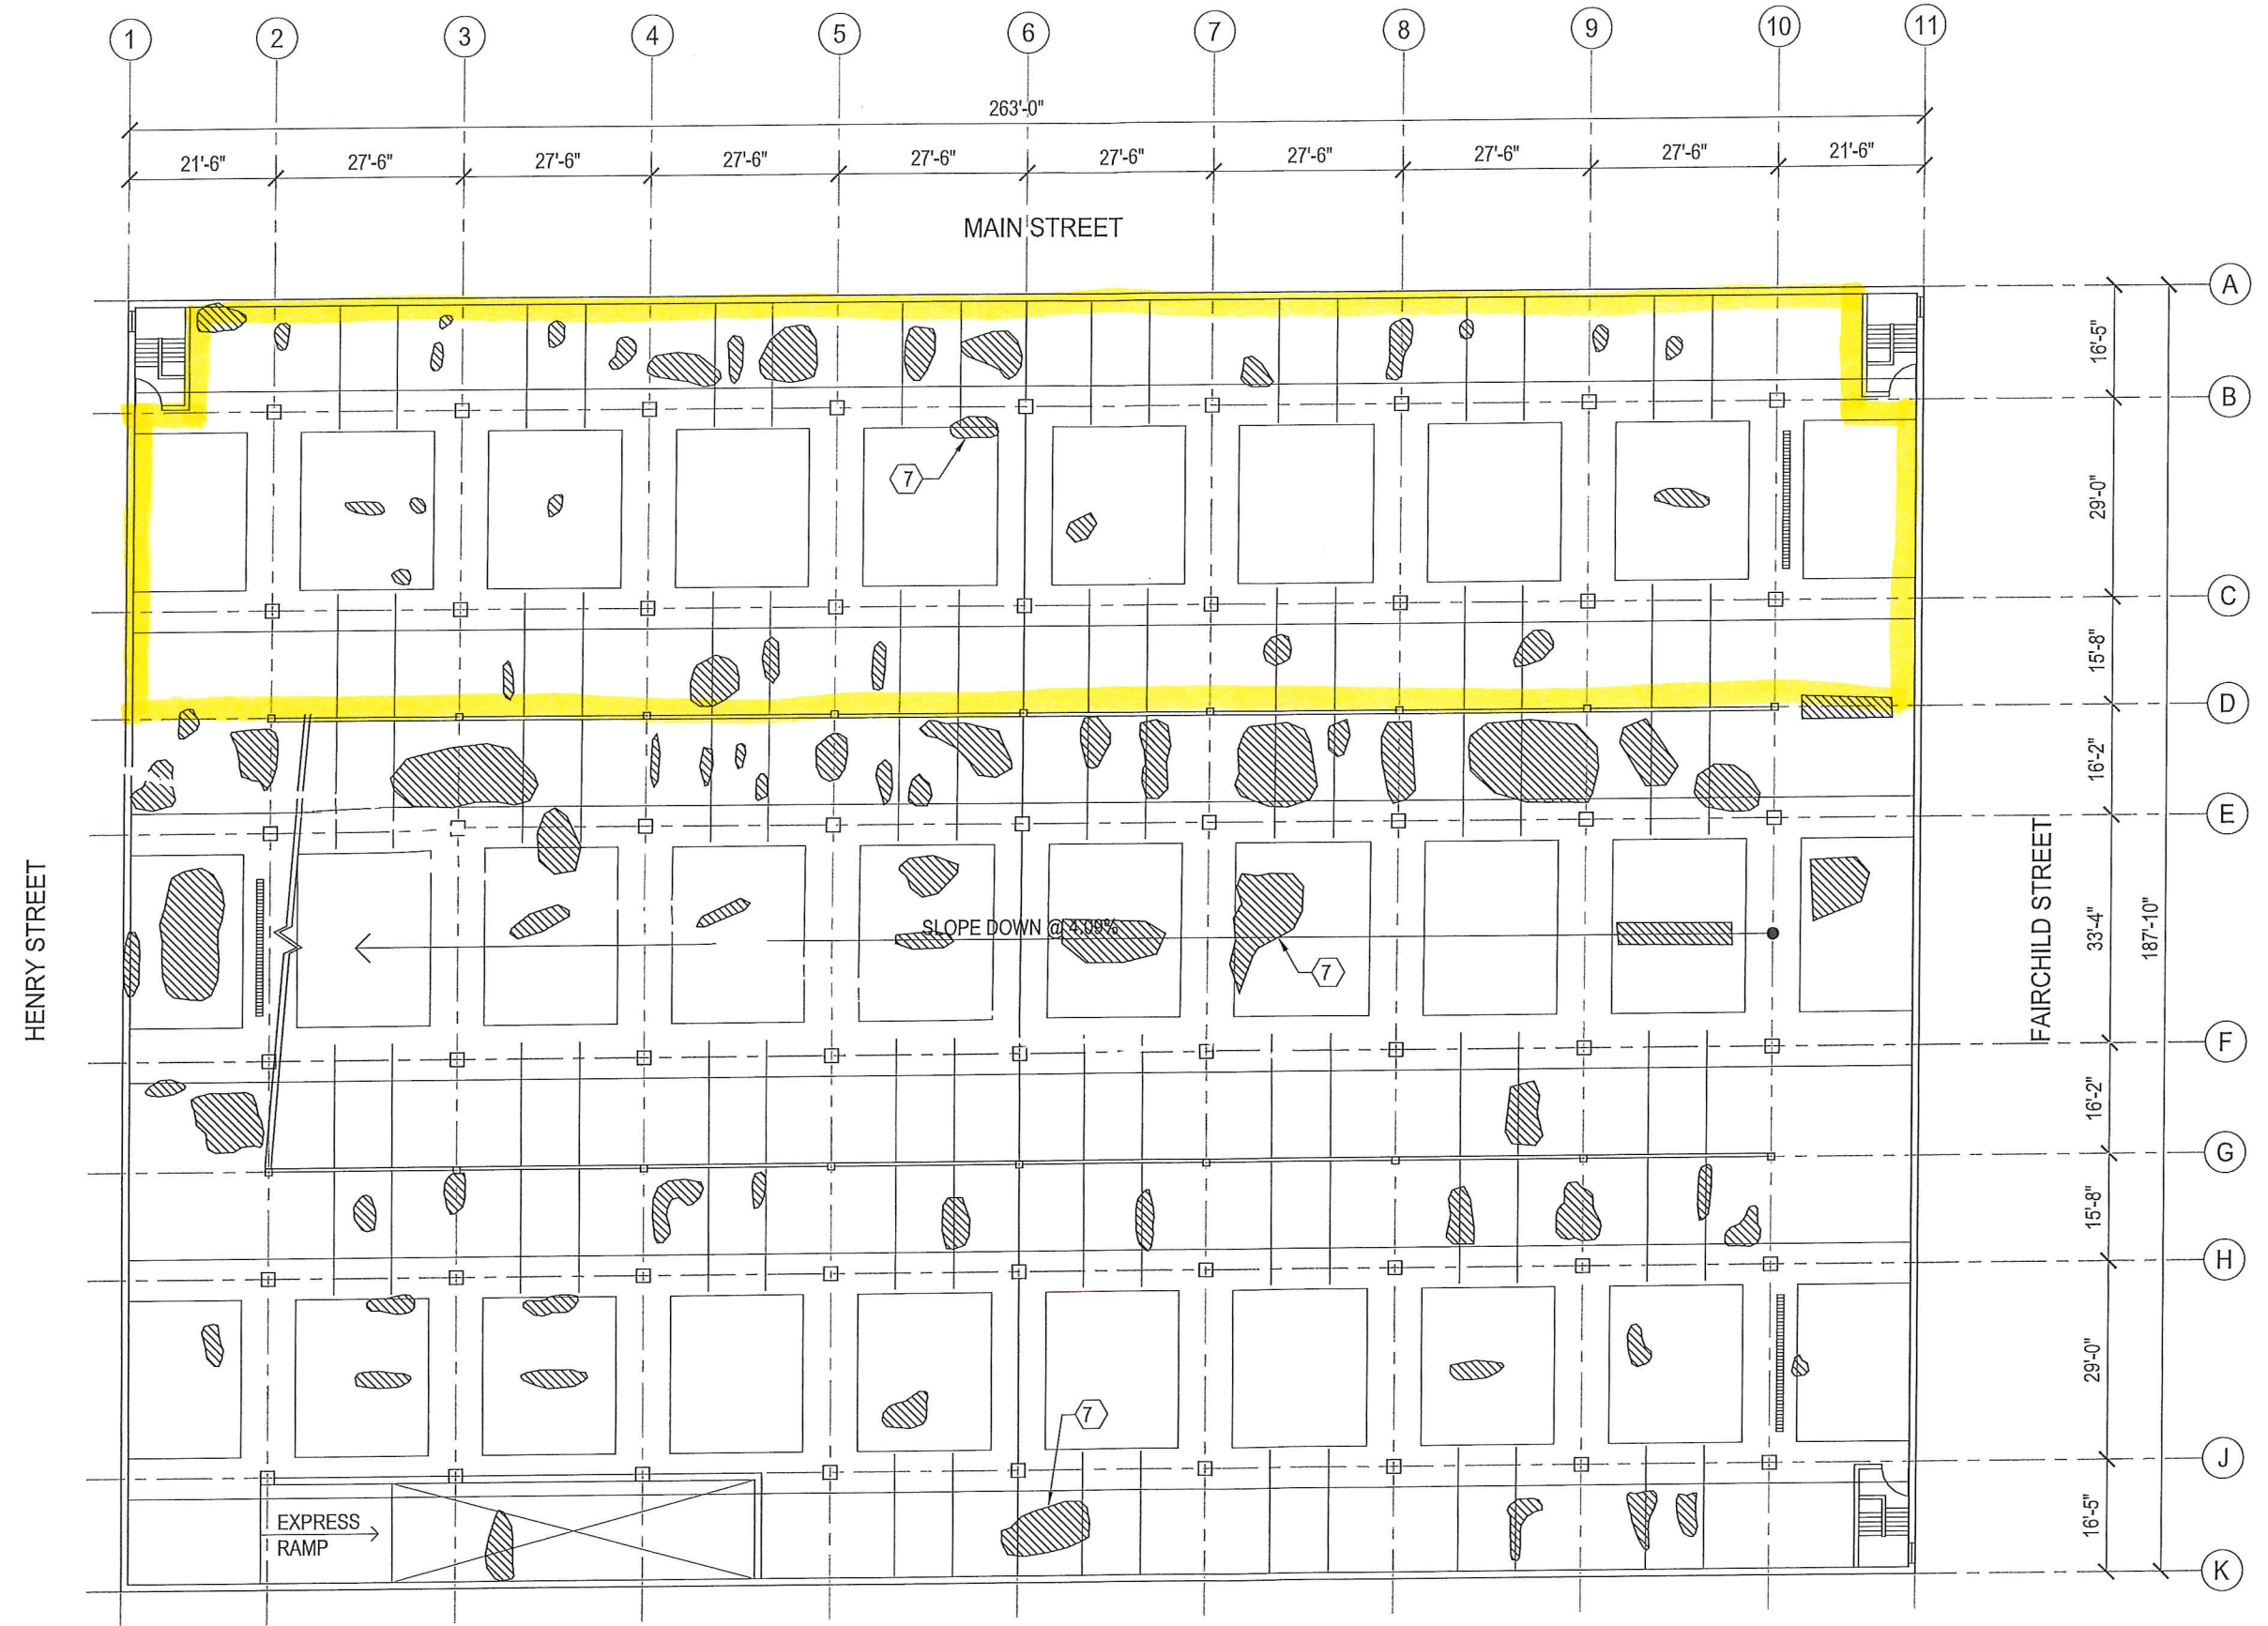 1 2 3 4 5 6 7 8 9 10 11
263'-0"
21'-6" 27'-6" 27'-6" 27'-6" 27'-6" 27'-6" 27'-6" 27'-6" 27'-6" 21'-6"
MAIN STREET
A
16'-5"
B
7
29'-0"
C
15'-8"
D
16'-2"
E
HENRY STREET
SLOPE DOWN @ 4.09%
7
FAIRCHILD STREET
33'-4"
187'-10"
F
16'-2"
G
15'-8"
H
29'-0"
7
J
EXPRESS
RAMP
16'-5"
K